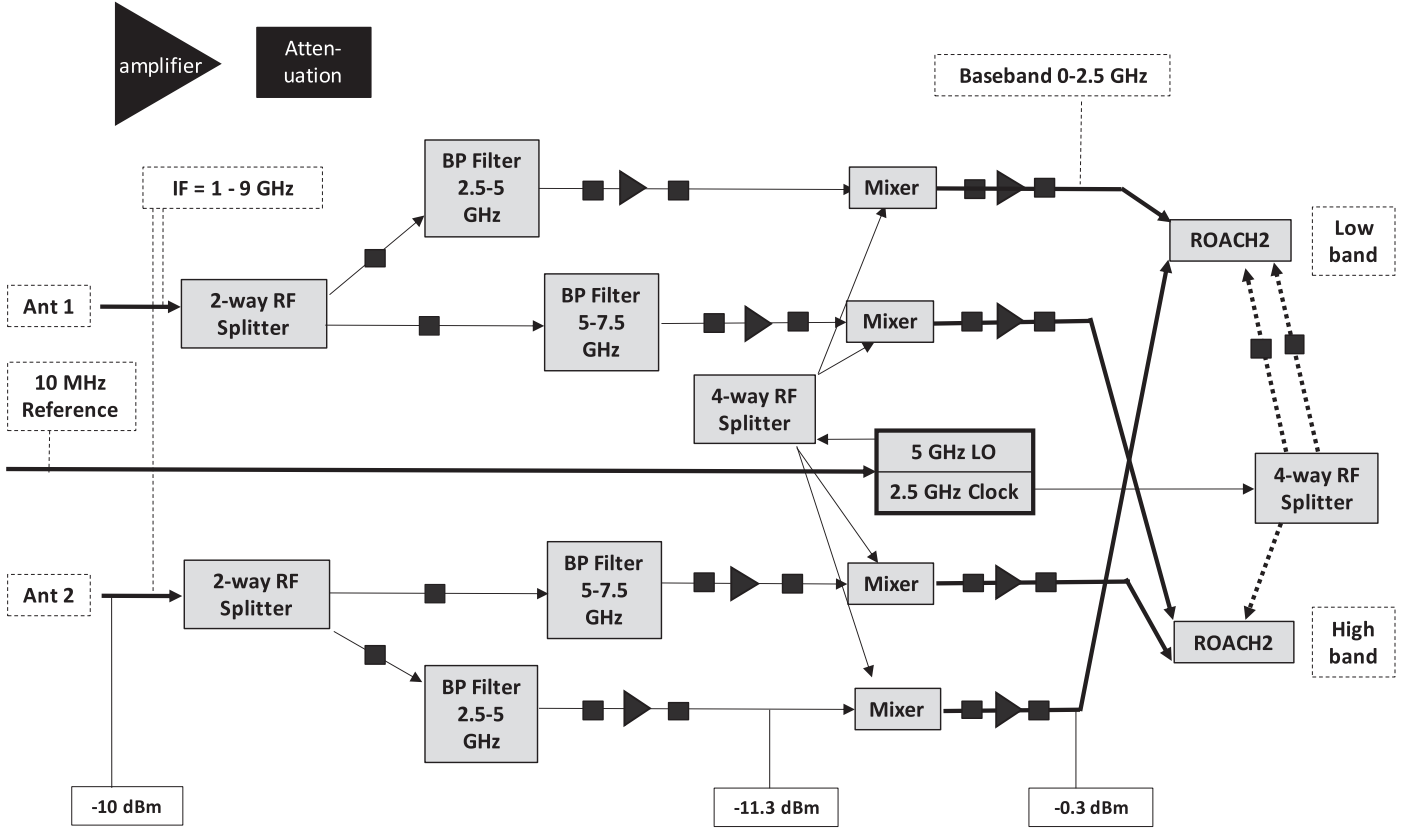 amplifier
Atten-
uation
Baseband 0-2.5 GHz
IF = 1 - 9 GHz
BP Filter
2.5-5
GHz
Mixer
ROACH2
Low
band
Ant 1
2-way RF
Splitter
BP Filter
5-7.5
GHz
Mixer
10 MHz
Reference
4-way RF
Splitter
5 GHz LO
2.5 GHz Clock
4-way RF
Splitter
Ant 2
2-way RF
Splitter
BP Filter
5-7.5
GHz
Mixer
ROACH2
High
band
BP Filter
2.5-5
GHz
Mixer
-10 dBm
-11.3 dBm
-0.3 dBm